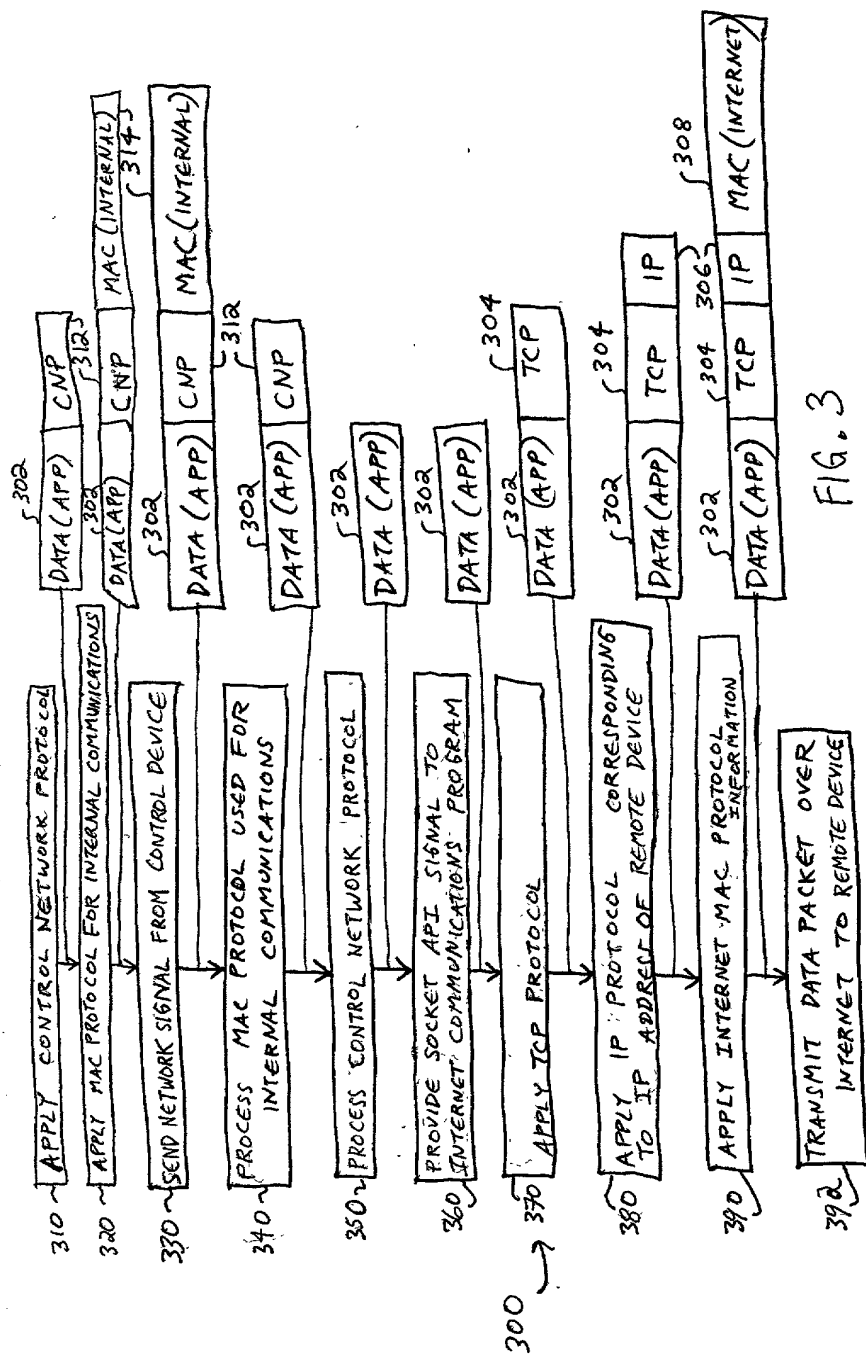 310 APPLY CONTROL NETWORK PROTOCOL
302
DATA (APP) CNP
320 APPLY MAC PROTOCOL FOR INTERNAL COMMUNICATIONS
302 312
DATA (APP) CNP MAC (INTERNAL)
314
330 SEND NETWORK SIGNAL FROM CONTROL DEVICE
302
DATA (APP) CNP MAC (INTERNAL)
312
340 PROCESS MAC PROTOCOL USED FOR
INTERNAL COMMUNICATIONS
302
DATA (APP) CNP
350 PROCESS CONTROL NETWORK PROTOCOL
302
DATA (APP)
360 PROVIDE SOCKET API SIGNAL TO
INTERNET COMMUNICATIONS PROGRAM
302
DATA (APP)
300
370 APPLY TCP PROTOCOL
302 304
DATA (APP) TCP
380 APPLY IP PROTOCOL CORRESPONDING
TO IP ADDRESS OF REMOTE DEVICE
302 304
DATA (APP) TCP IP
390 APPLY INTERNET MAC PROTOCOL
INFORMATION
302 304 306 308
DATA (APP) TCP IP MAC (INTERNET)
392 TRANSMIT DATA PACKET OVER
INTERNET TO REMOTE DEVICE
FIG. 3